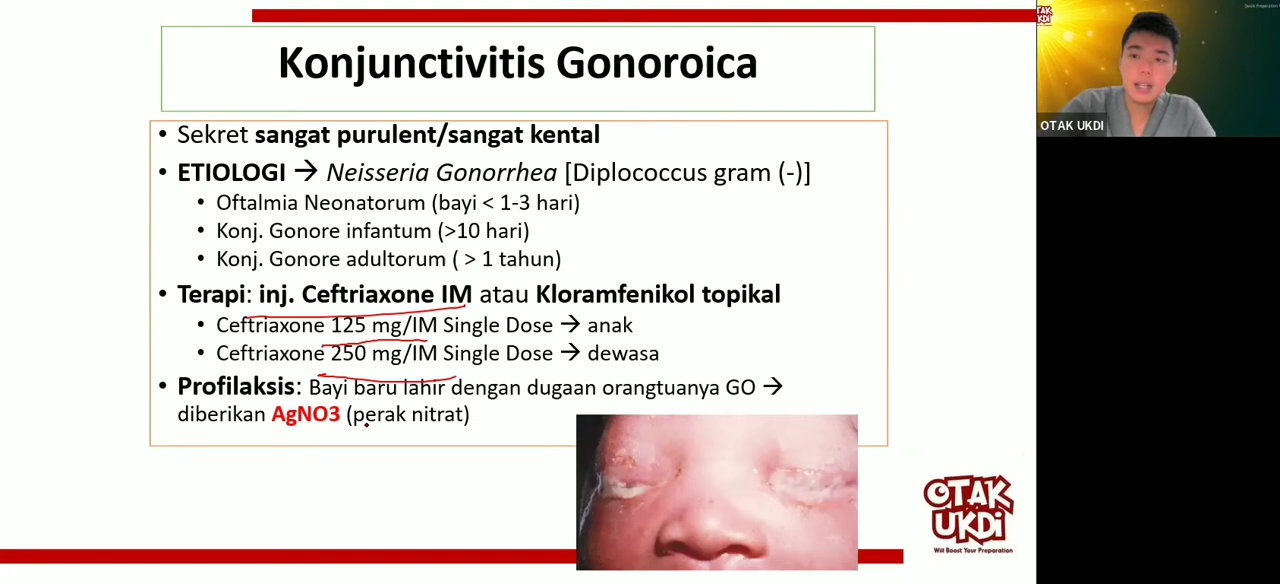 Konjunctivitis Gonoroica
• Sekret sangat purulent/sangat kental
• ETIOLOGI → Neisseria Gonorrhea [Diplococcus gram (-)]
• Oftalmia Neonatorum (bayi < 1-3 hari)
• Konj. Gonore infantum (>10 hari)
• Konj. Gonore adultorum ( > 1 tahun)
• Terapi: inj. Ceftriaxone IM atau Kloramfenikol topikal
• Ceftriaxone 125 mg/IM Single Dose → anak
• Ceftriaxone 250 mg/IM Single Dose → dewasa
• Profilaksis: Bayi baru lahir dengan dugaan orangtuanya GO →
diberikan AgNO3 (perak nitrat)
OTAK
UKDI
Will Boost Your Preparation
OTAK UKDI